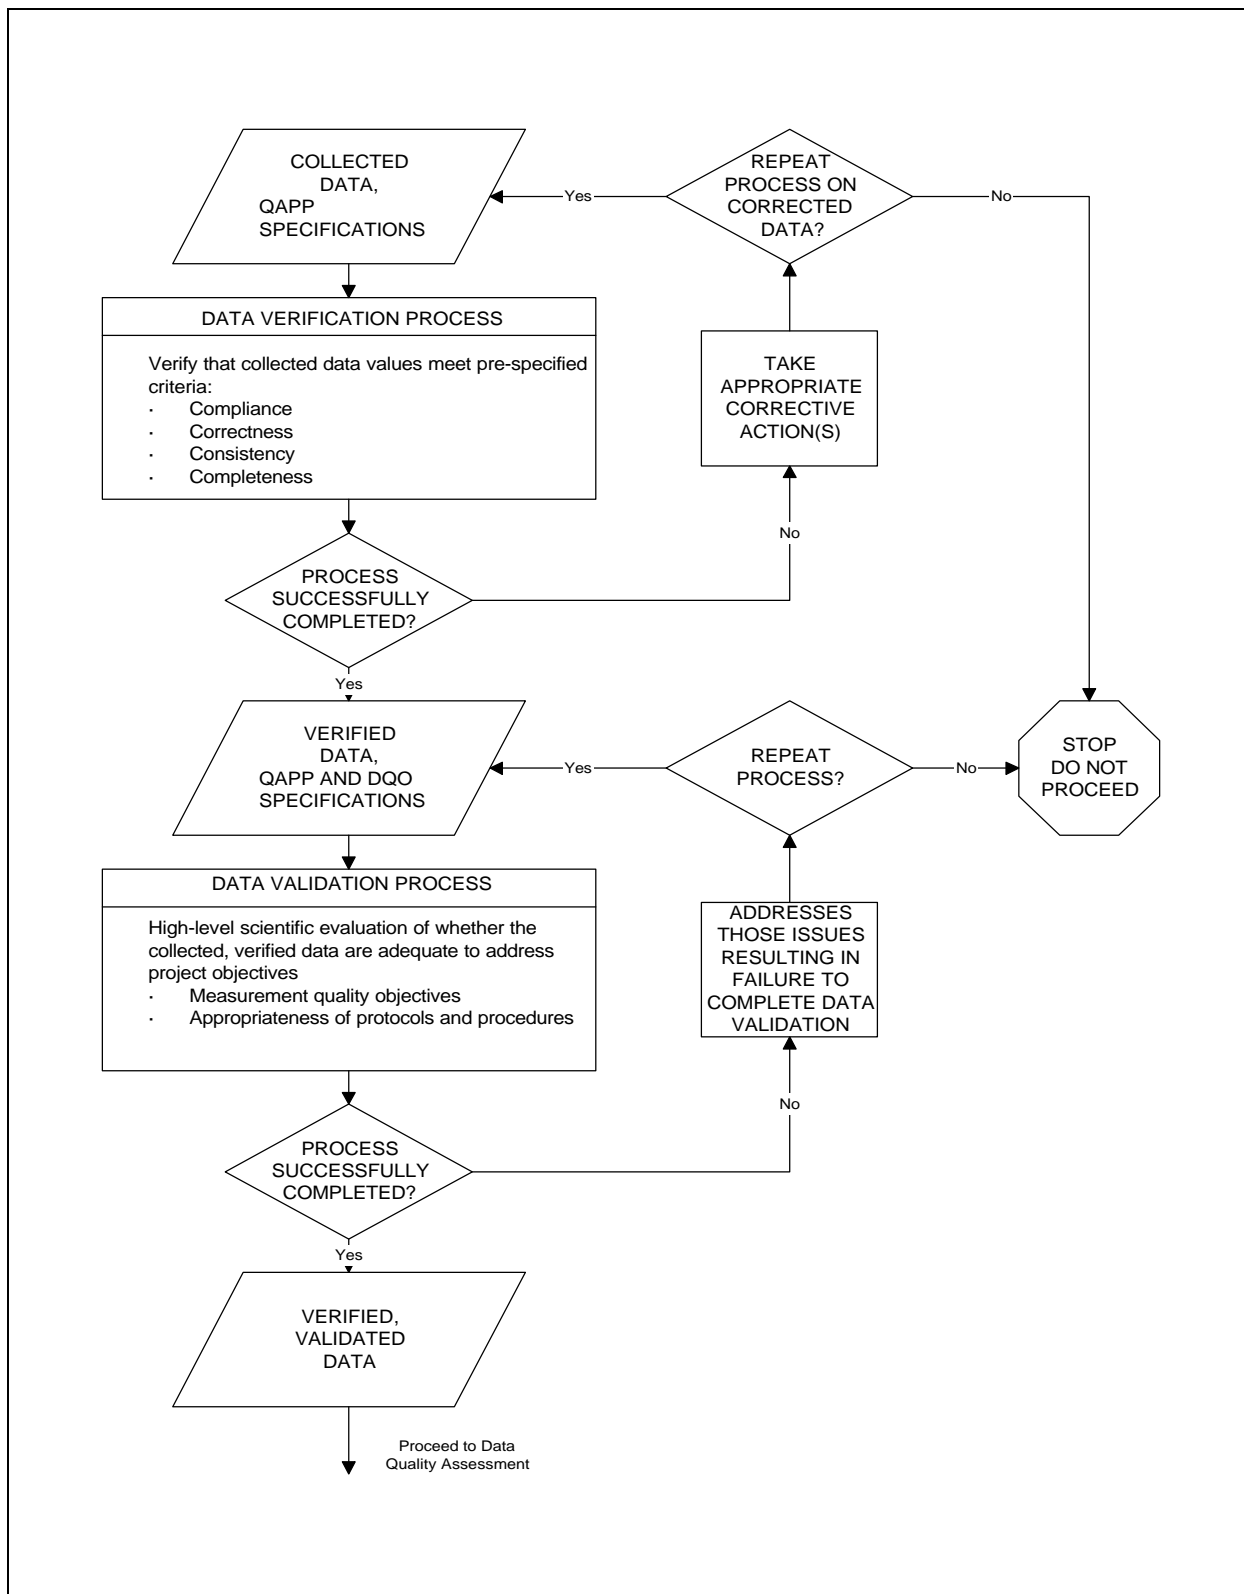 COLLECTED
DATA,
QAPP
SPECIFICATIONS
Yes
REPEAT
PROCESS ON
CORRECTED
DATA?
No
DATA VERIFICATION PROCESS
Verify that collected data values meet pre-specified
criteria:
· Compliance
· Correctness
· Consistency
· Completeness
TAKE
APPROPRIATE
CORRECTIVE
ACTION(S)
No
PROCESS
SUCCESSFULLY
COMPLETED?
Yes
VERIFIED
DATA,
QAPP AND DQO
SPECIFICATIONS
Yes
REPEAT
PROCESS?
No
STOP
DO NOT
PROCEED
DATA VALIDATION PROCESS
High-level scientific evaluation of whether the
collected, verified data are adequate to address
project objectives
· Measurement quality objectives
· Appropriateness of protocols and procedures
ADDRESSES
THOSE ISSUES
RESULTING IN
FAILURE TO
COMPLETE DATA
VALIDATION
No
PROCESS
SUCCESSFULLY
COMPLETED?
Yes
VERIFIED,
VALIDATED
DATA
Proceed to Data
Quality Assessment